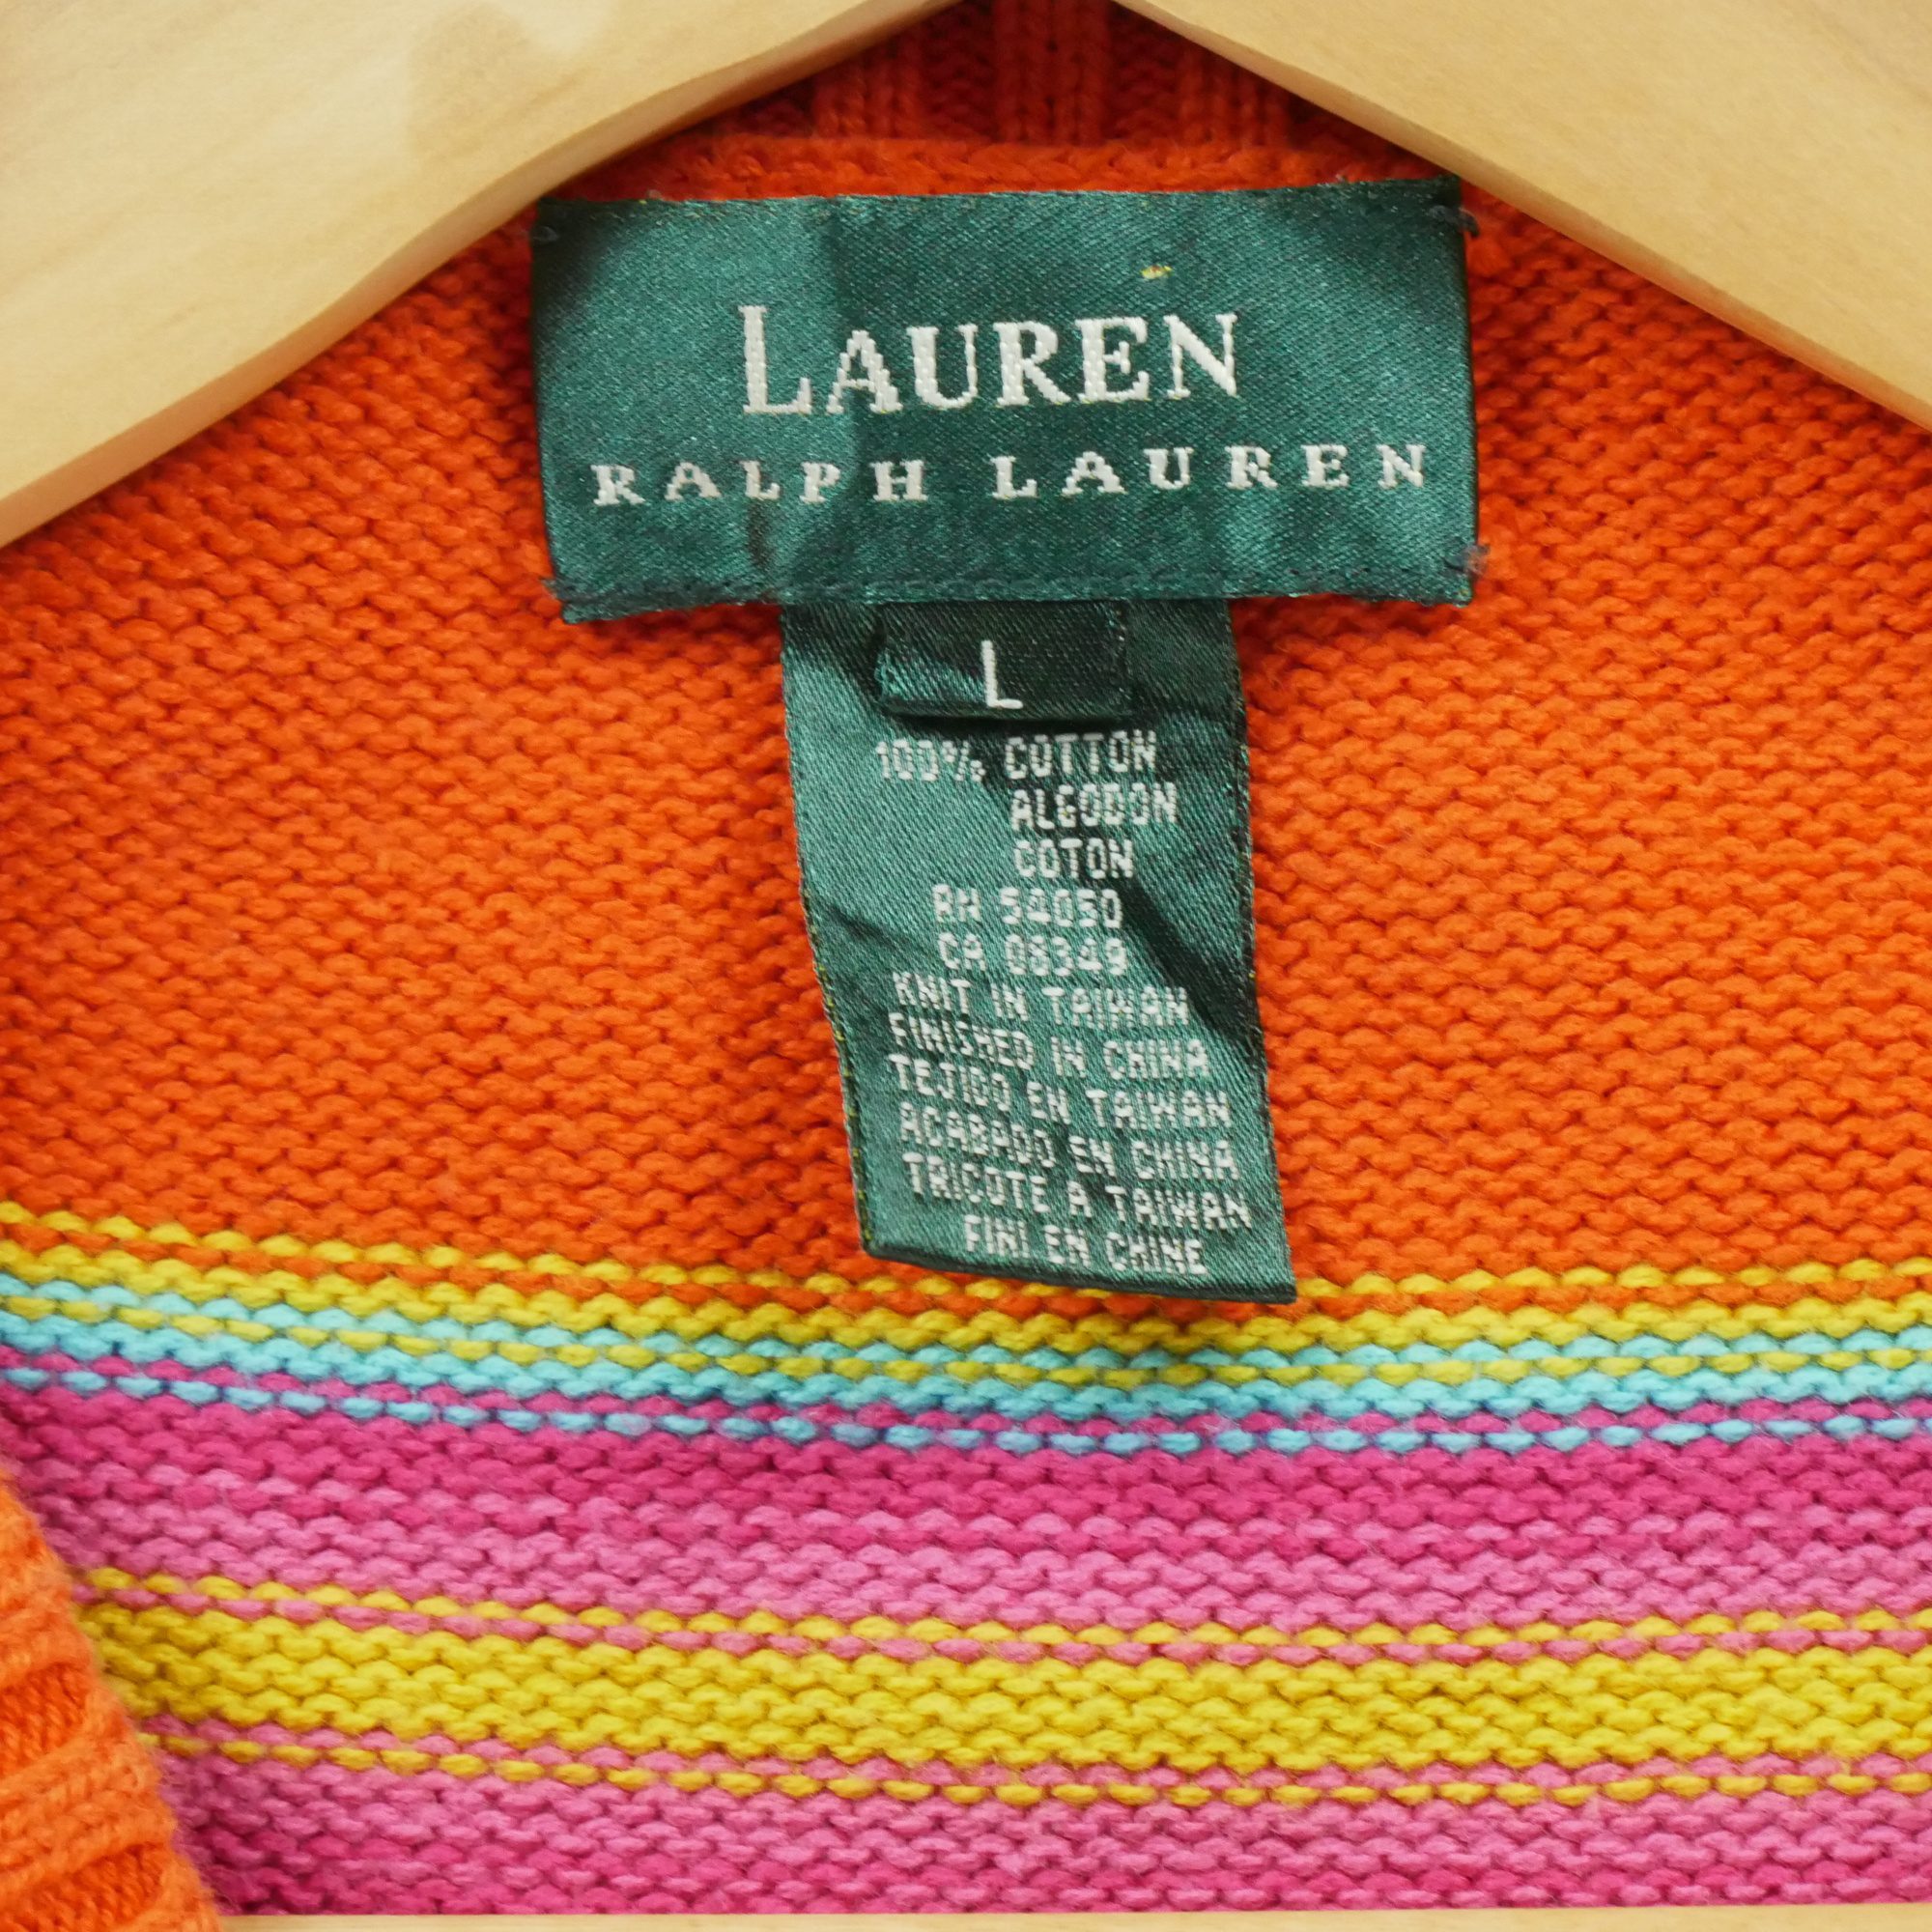 LAUREN
RALPH LAUREN
L
100% COTTON
ALGODON
COTON
RN 54050
CA 08349
KNIT IN TAIWAN
FINISHED IN CHINA
TEJIDO EN TAIWAN
ACABADO EN CHINA
TRICOTE A TAIWAN
FINI EN CHINE